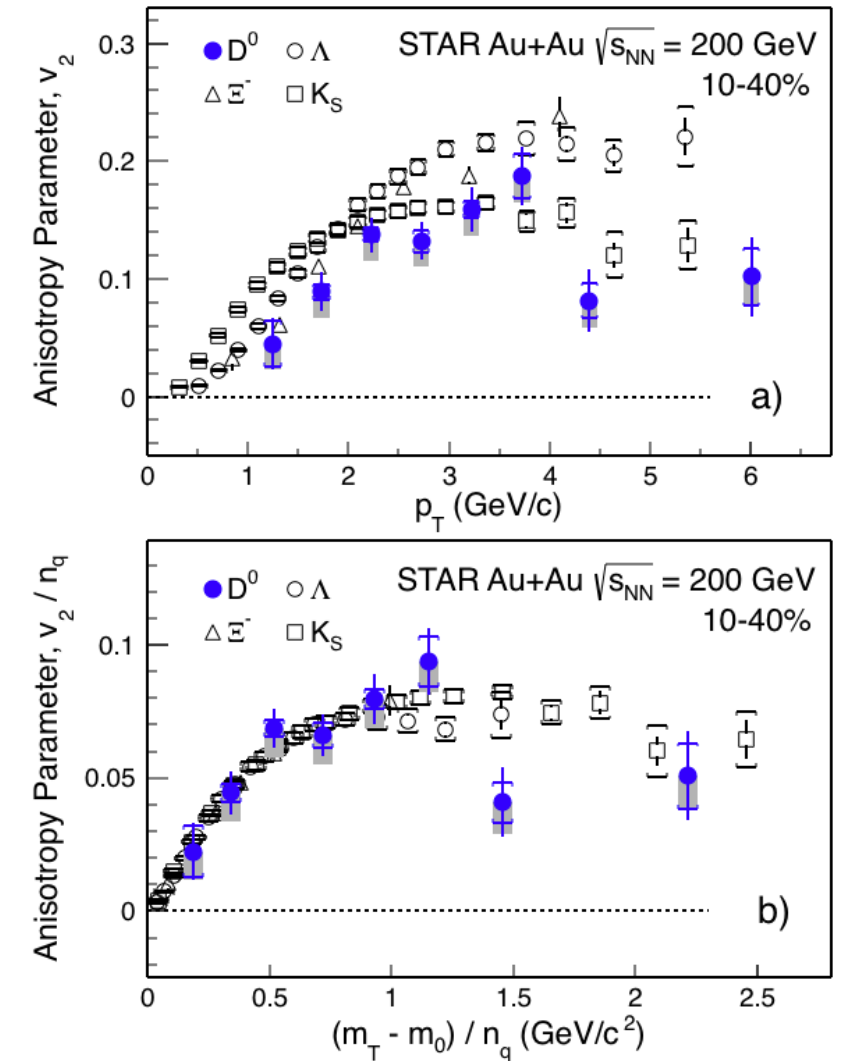 Anisotropy Parameter, v₂
0.3
0.2
0.1
0
D⁰ Λ
Ξ⁻ K_S
STAR Au+Au √s_NN = 200 GeV
10-40%
a)
0 1 2 3 4 5 6
p_T (GeV/c)
Anisotropy Parameter, v₂ / n_q
0.1
0.05
0
D⁰ Λ
Ξ⁻ K_S
STAR Au+Au √s_NN = 200 GeV
10-40%
b)
0 0.5 1 1.5 2 2.5
(m_T - m₀) / n_q (GeV/c²)